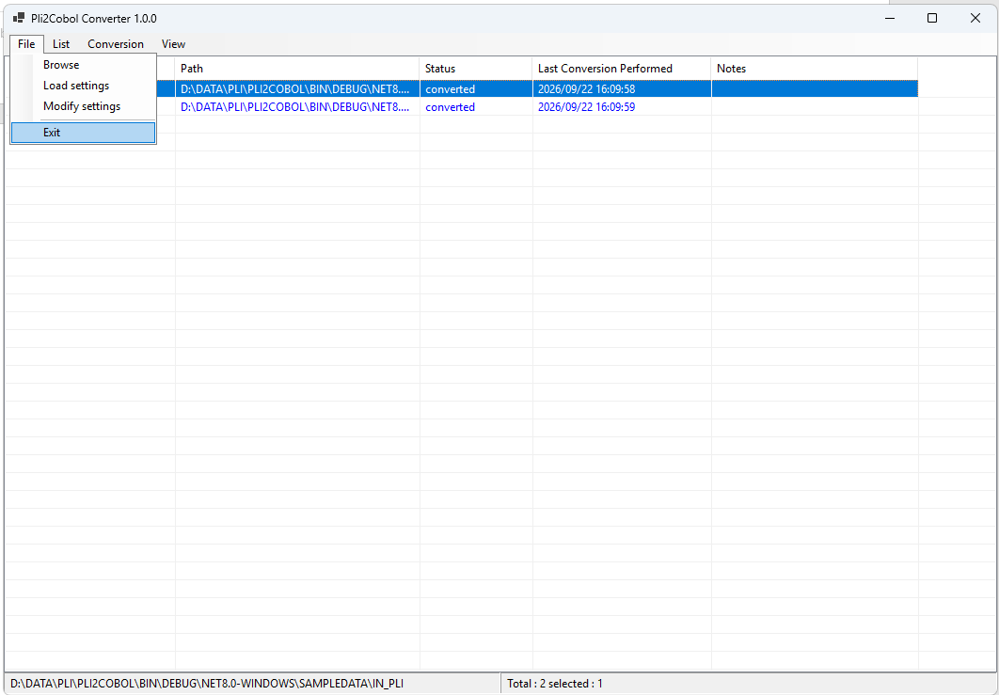 Pli2Cobol Converter 1.0.0
File List Conversion View
Browse
Load settings
Modify settings
Exit
Path Status Last Conversion Performed Notes
D:\DATA\PLI\PLI2COBOL\BIN\DEBUG\NET8.... converted 2026/09/22 16:09:58
D:\DATA\PLI\PLI2COBOL\BIN\DEBUG\NET8.... converted 2026/09/22 16:09:59
D:\DATA\PLI\PLI2COBOL\BIN\DEBUG\NET8.0-WINDOWS\SAMPLEDATA\IN_PLI Total : 2 selected : 1